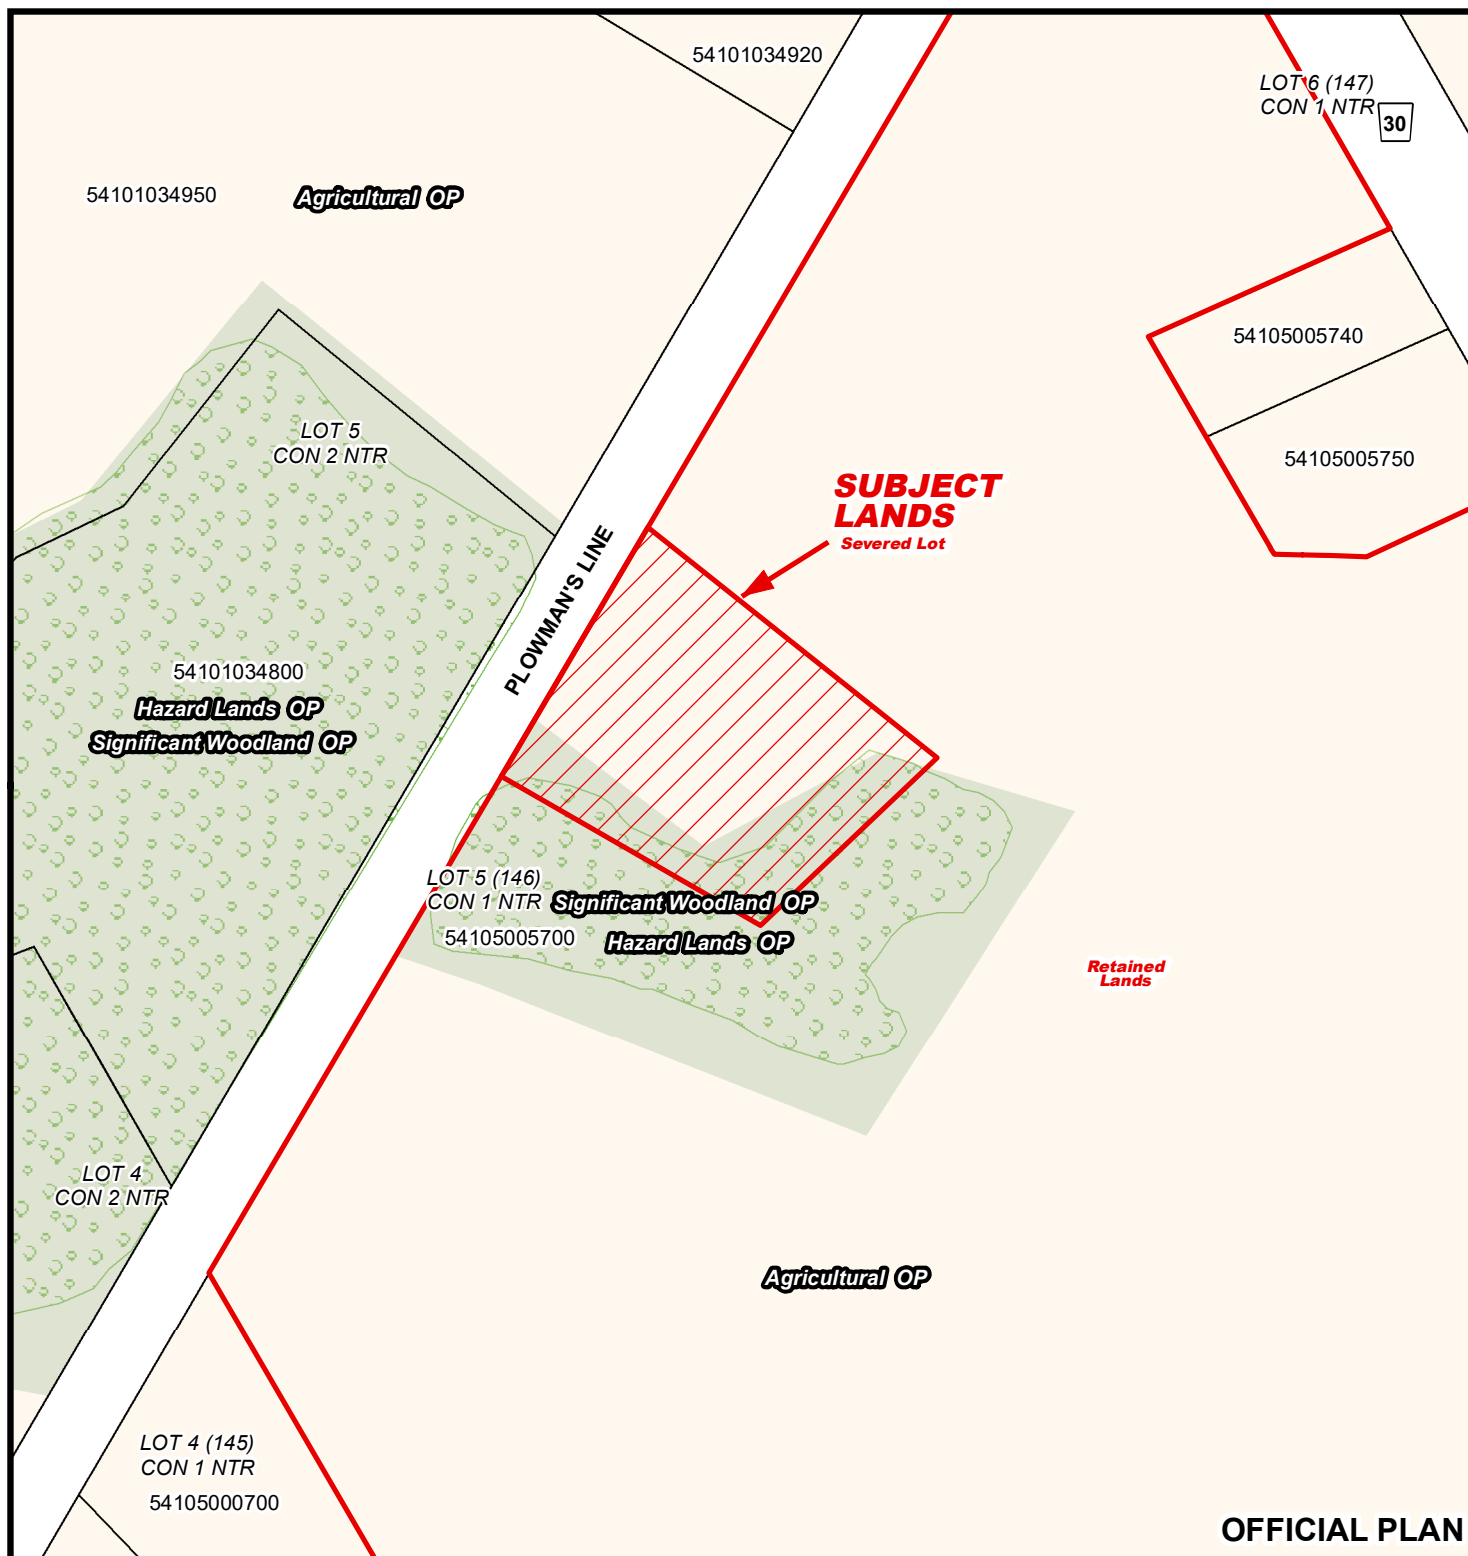 54101034920
LOT 6 (147)
CON 1 NTR
30
54101034950
Agricultural OP
54105005740
LOT 5
CON 2 NTR
54105005750
SUBJECT
LANDS
Severed Lot
PLOWMAN'S LINE
54101034800
Hazard Lands OP
Significant Woodland OP
LOT 5 (146)
CON 1 NTR
Significant Woodland OP
54105005700
Hazard Lands OP
Retained
Lands
LOT 4
CON 2 NTR
Agricultural OP
LOT 4 (145)
CON 1 NTR
54105000700
OFFICIAL PLAN